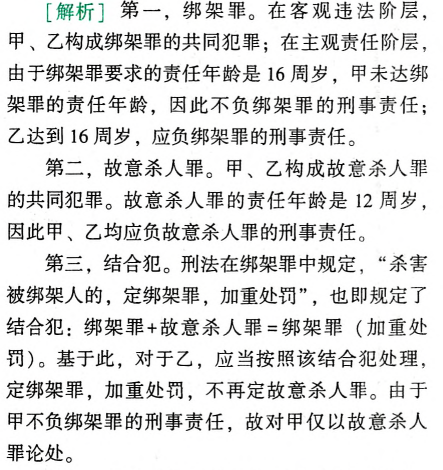 [解析] 第一，绑架罪。在客观违法阶层，
甲、乙构成绑架罪的共同犯罪；在主观责任阶层，
由于绑架罪要求的责任年龄是 16 周岁，甲未达绑
架罪的责任年龄，因此不负绑架罪的刑事责任；
乙达到 16 周岁，应负绑架罪的刑事责任。
第二，故意杀人罪。甲、乙构成故意杀人罪
的共同犯罪。故意杀人罪的责任年龄是 12 周岁，
因此甲、乙均应负故意杀人罪的刑事责任。
第三，结合犯。刑法在绑架罪中规定，“杀害
被绑架人的，定绑架罪，加重处罚”，也即规定了
结合犯：绑架罪+故意杀人罪=绑架罪（加重处
罚）。基于此，对于乙，应当按照该结合犯处理，
定绑架罪，加重处罚，不再定故意杀人罪。由于
甲不负绑架罪的刑事责任，故对甲仅以故意杀人
罪论处。